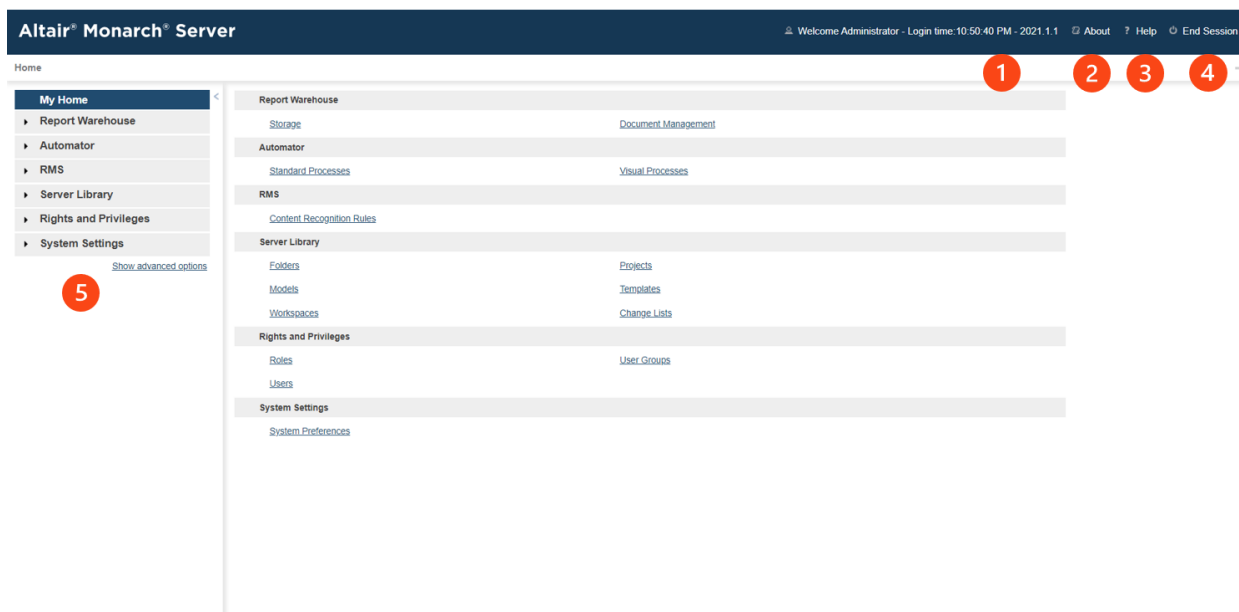 Altair® Monarch® Server
Welcome Administrator - Login time:10:50:40 PM - 2021.1.1 About ? Help End Session
Home
1 2 3 4
My Home <
Report Warehouse
Automator
RMS
Server Library
Rights and Privileges
System Settings
Show advanced options
5
Report Warehouse
Storage Document Management
Automator
Standard Processes Visual Processes
RMS
Content Recognition Rules
Server Library
Folders Projects
Models Templates
Workspaces Change Lists
Rights and Privileges
Roles User Groups
Users
System Settings
System Preferences